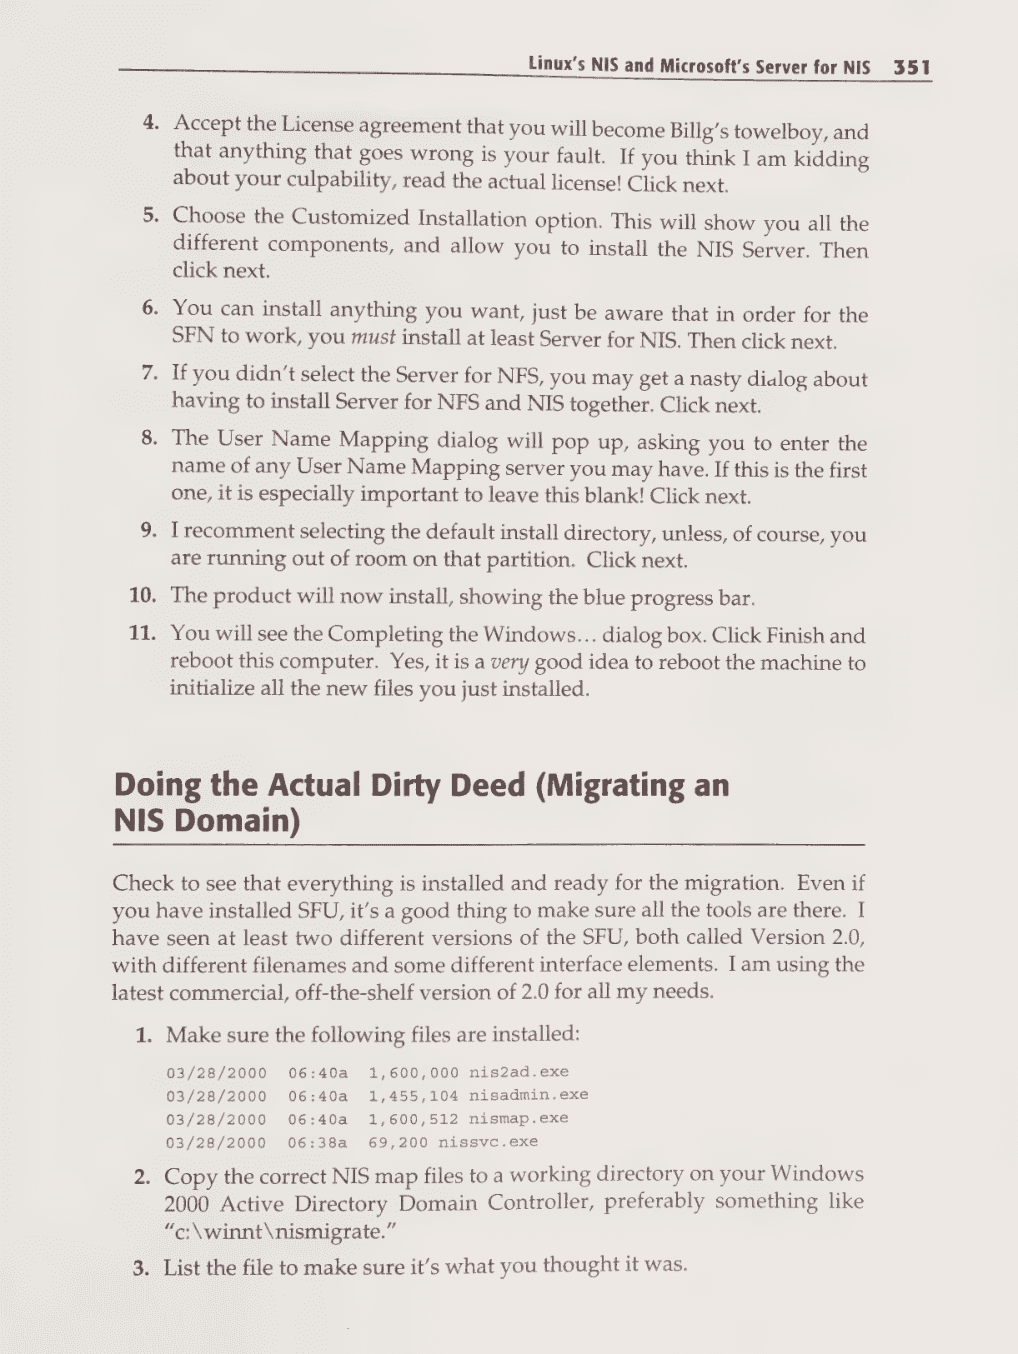 Linux's NIS and Microsoft's Server for NIS 351
4. Accept the License agreement that you will become Billg's towelboy, and
that anything that goes wrong is your fault. If you think I am kidding
about your culpability, read the actual license! Click next.
5. Choose the Customized Installation option. This will show you all the
different components, and allow you to install the NIS Server. Then
click next.
6. You can install anything you want, just be aware that in order for the
SFN to work, you must install at least Server for NIS. Then click next.
7. If you didn't select the Server for NFS, you may get a nasty dialog about
having to install Server for NFS and NIS together. Click next.
8. The User Name Mapping dialog will pop up, asking you to enter the
name of any User Name Mapping server you may have. If this is the first
one, it is especially important to leave this blank! Click next.
9. I recomment selecting the default install directory, unless, of course, you
are running out of room on that partition. Click next.
10. The product will now install, showing the blue progress bar.
11. You will see the Completing the Windows... dialog box. Click Finish and
reboot this computer. Yes, it is a very good idea to reboot the machine to
initialize all the new files you just installed.
Doing the Actual Dirty Deed (Migrating an
NIS Domain)
Check to see that everything is installed and ready for the migration. Even if
you have installed SFU, it's a good thing to make sure all the tools are there. I
have seen at least two different versions of the SFU, both called Version 2.0,
with different filenames and some different interface elements. I am using the
latest commercial, off-the-shelf version of 2.0 for all my needs.
1. Make sure the following files are installed:
03/28/2000 06:40a 1,600,000 nis2ad.exe
03/28/2000 06:40a 1,455,104 nisadmin.exe
03/28/2000 06:40a 1,600,512 nismap.exe
03/28/2000 06:38a 69,200 nissvc.exe
2. Copy the correct NIS map files to a working directory on your Windows
2000 Active Directory Domain Controller, preferably something like
"c:\winnt\nismigrate."
3. List the file to make sure it's what you thought it was.